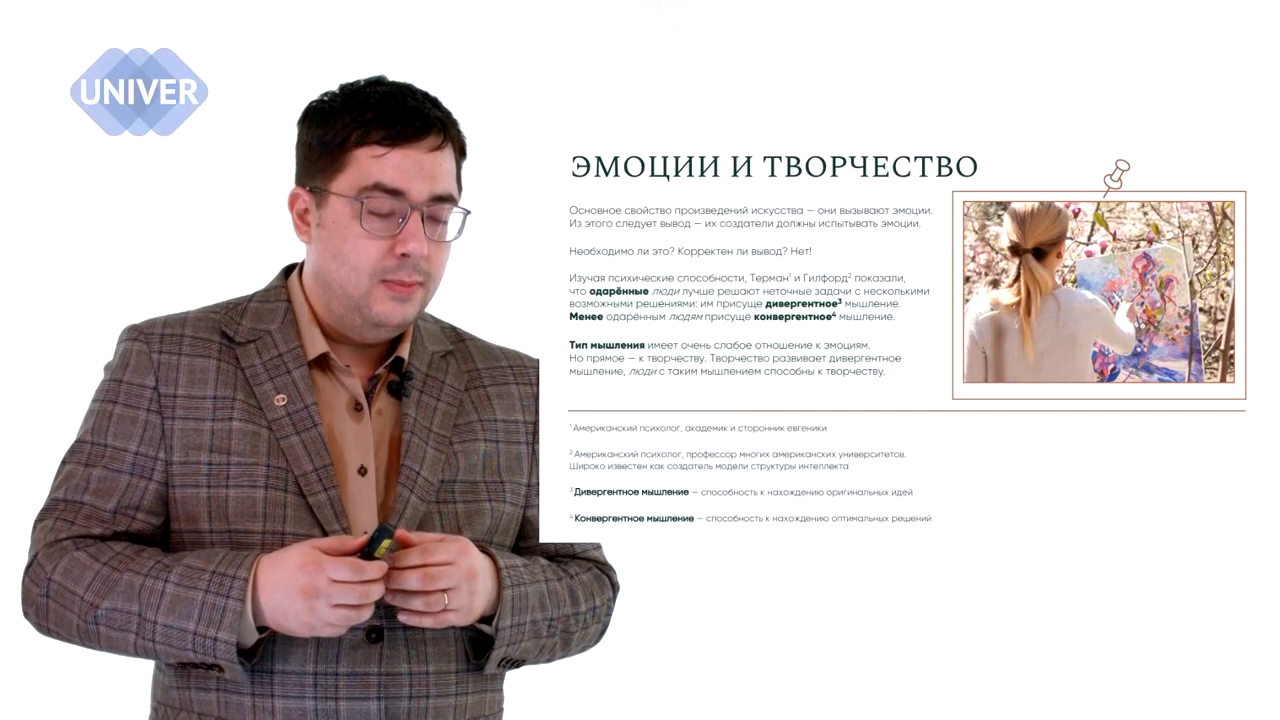 UNIVER
ЭМОЦИИ И ТВОРЧЕСТВО
Основное свойство произведений искусства — они вызывают эмоции.
Из этого следует вывод — их создатели должны испытывать эмоции.
Необходимо ли это? Корректен ли вывод? Нет!
Изучая психические способности, Терман¹ и Гилфорд² показали,
что одарённые люди лучше решают неточные задачи с несколькими
возможными решениями: им присуще дивергентное³ мышление.
Менее одарённым людям присуще конвергентное⁴ мышление.
Тип мышления имеет очень слабое отношение к эмоциям.
Но прямое — к творчеству. Творчество развивает дивергентное
мышление, люди с таким мышлением способны к творчеству.
¹ Американский психолог, академик и сторонник евгеники
² Американский психолог, профессор многих американских университетов.
Широко известен как создатель модели структуры интеллекта
³ Дивергентное мышление — способность к нахождению оригинальных идей
⁴ Конвергентное мышление — способность к нахождению оптимальных решений